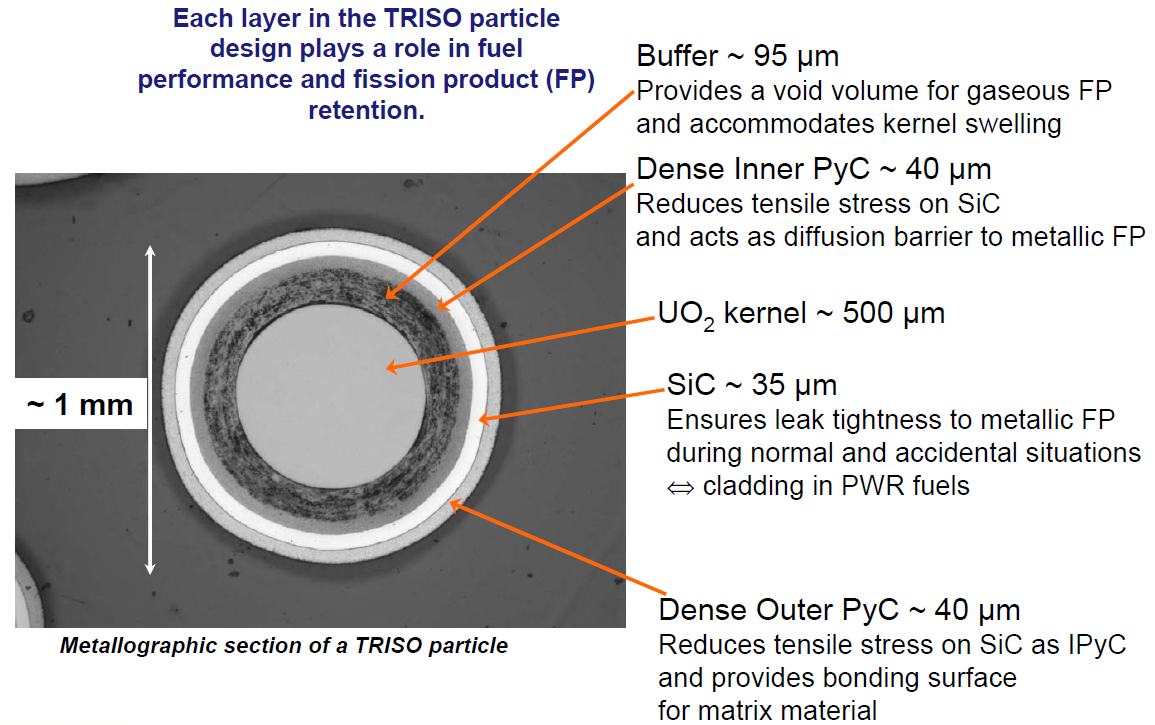 Each layer in the TRISO particle
design plays a role in fuel
performance and fission product (FP)
retention.
Buffer ~ 95 µm
Provides a void volume for gaseous FP
and accommodates kernel swelling
Dense Inner PyC ~ 40 µm
Reduces tensile stress on SiC
and acts as diffusion barrier to metallic FP
UO₂ kernel ~ 500 µm
SiC ~ 35 µm
Ensures leak tightness to metallic FP
during normal and accidental situations
⇔ cladding in PWR fuels
~ 1 mm
Dense Outer PyC ~ 40 µm
Reduces tensile stress on SiC as IPyC
and provides bonding surface
for matrix material
Metallographic section of a TRISO particle